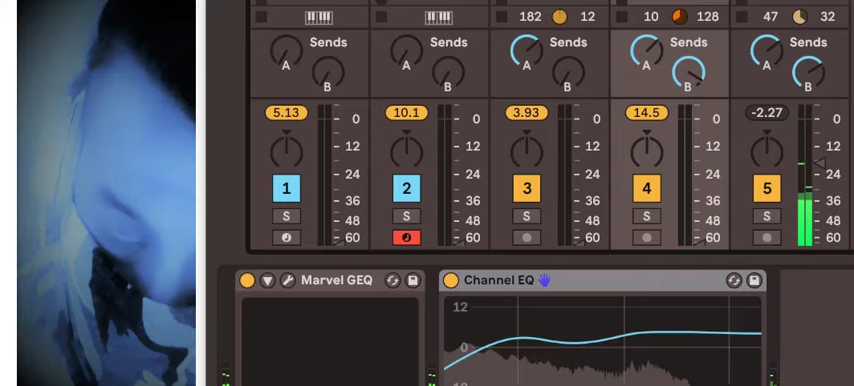 182 12 10 128 47 32
Sends Sends Sends Sends Sends
A A A A A
B B B B B
5.13 10.1 3.93 14.5 -2.27
0 0 0 0 0
12 12 12 12 12
24 24 24 24 24
1 2 3 4 5
36 36 36 36 36
S S S S S
48 48 48 48 48
60 60 60 60 60
Marvel GEQ Channel EQ
12
0